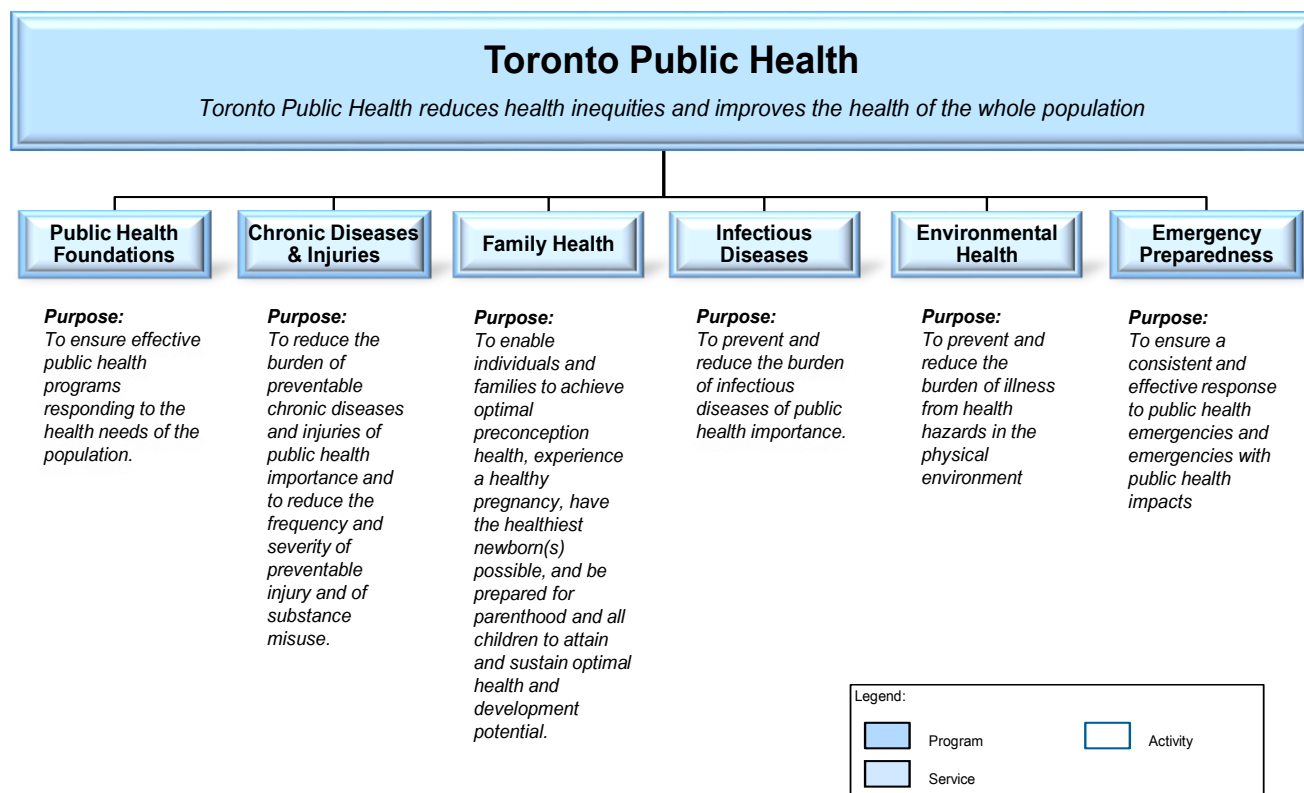 Toronto Public Health
Toronto Public Health reduces health inequities and improves the health of the whole population
Public Health
Foundations
Chronic Diseases
& Injuries
Family Health
Infectious
Diseases
Environmental
Health
Emergency
Preparedness
Purpose:
To ensure effective
public health
programs
responding to the
health needs of the
population.
Purpose:
To reduce the
burden of
preventable
chronic diseases
and injuries of
public health
importance and
to reduce the
frequency and
severity of
preventable
injury and of
substance
misuse.
Purpose:
To enable
individuals and
families to achieve
optimal
preconception
health, experience
a healthy
pregnancy, have
the healthiest
newborn(s)
possible, and be
prepared for
parenthood and all
children to attain
and sustain optimal
health and
development
potential.
Purpose:
To prevent and
reduce the burden
of infectious
diseases of public
health importance.
Purpose:
To prevent and
reduce the
burden of illness
from health
hazards in the
physical
environment
Purpose:
To ensure a
consistent and
effective response
to public health
emergencies and
emergencies with
public health
impacts
Legend:
Program
Activity
Service